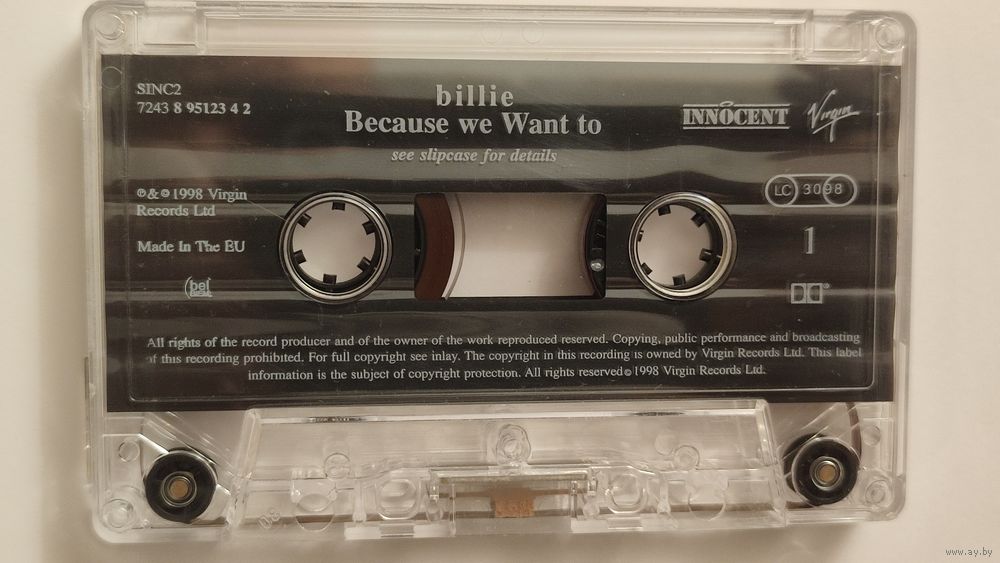 SINC2
7243 8 95123 4 2
billie
Because we Want to
see slipcase for details
INNOCENT
Virgin
℗ & © 1998 Virgin
Records Ltd
LC 3098
Made In The EU
1
bel
All rights of the record producer and of the owner of the work reproduced reserved. Copying, public performance and broadcasting
of this recording prohibited. For full copyright see inlay. The copyright in this recording is owned by Virgin Records Ltd. This label
information is the subject of copyright protection. All rights reserved © 1998 Virgin Records Ltd.
www.ay.by